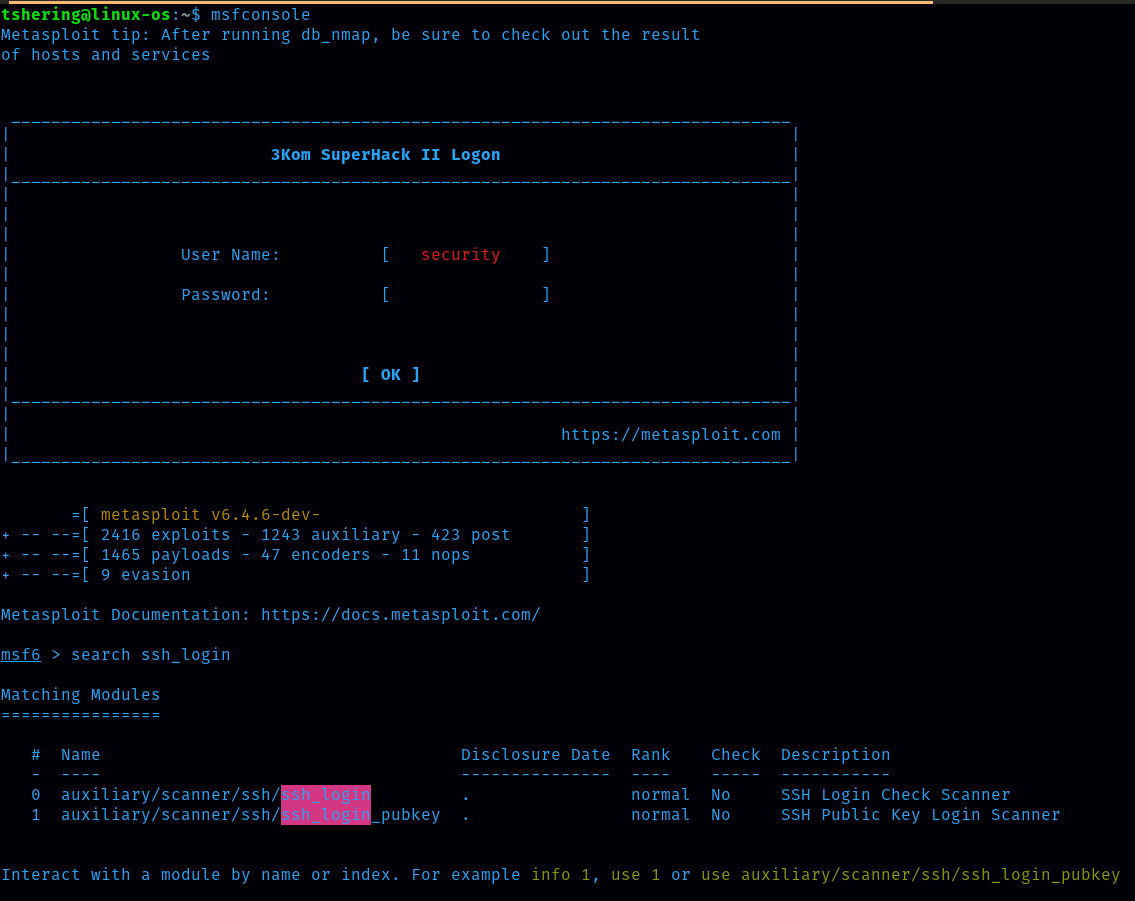 tshering@linux-os:~$ msfconsole
Metasploit tip: After running db_nmap, be sure to check out the result
of hosts and services
3Kom SuperHack II Logon
User Name: [ security ]
Password: [ ]
[ OK ]
https://metasploit.com
=[ metasploit v6.4.6-dev- ]
+ -- --=[ 2416 exploits - 1243 auxiliary - 423 post ]
+ -- --=[ 1465 payloads - 47 encoders - 11 nops ]
+ -- --=[ 9 evasion ]
Metasploit Documentation: https://docs.metasploit.com/
msf6 > search ssh_login
Matching Modules
================
# Name Disclosure Date Rank Check Description
- ---- --------------- ---- ----- -----------
0 auxiliary/scanner/ssh/ssh_login . normal No SSH Login Check Scanner
1 auxiliary/scanner/ssh/ssh_login_pubkey . normal No SSH Public Key Login Scanner
Interact with a module by name or index. For example info 1, use 1 or use auxiliary/scanner/ssh/ssh_login_pubkey